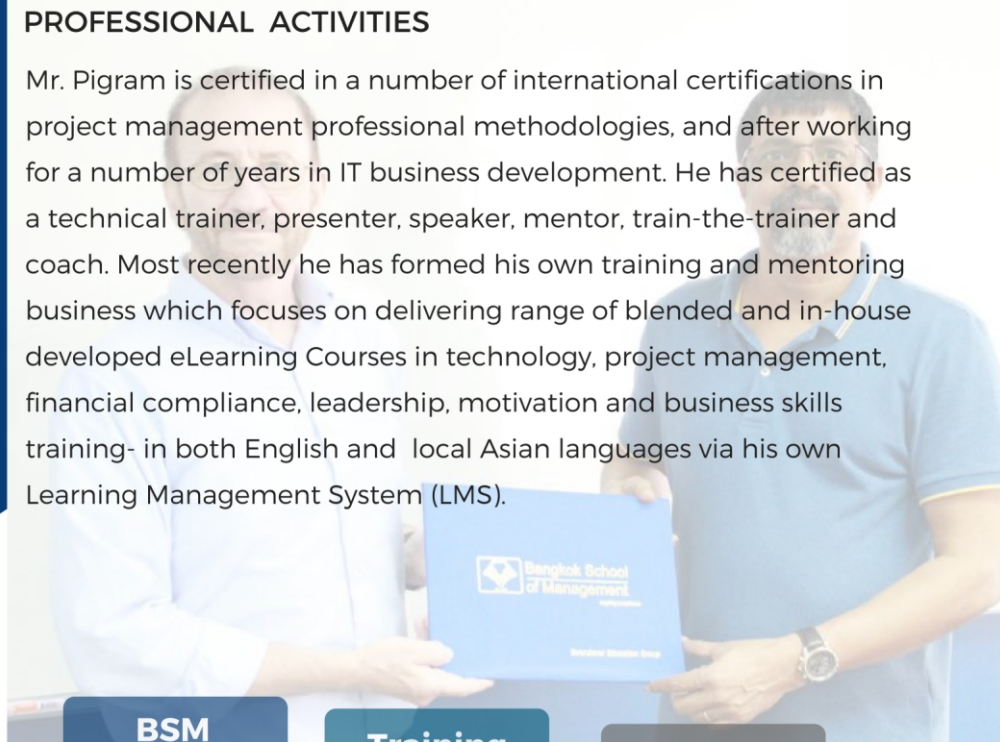 PROFESSIONAL ACTIVITIES
Mr. Pigram is certified in a number of international certifications in
project management professional methodologies, and after working
for a number of years in IT business development. He has certified as
a technical trainer, presenter, speaker, mentor, train-the-trainer and
coach. Most recently he has formed his own training and mentoring
business which focuses on delivering range of blended and in-house
developed eLearning Courses in technology, project management,
financial compliance, leadership, motivation and business skills
training- in both English and local Asian languages via his own
Learning Management System (LMS).
Bangkok School
of Management
Education Group
BSM
Training